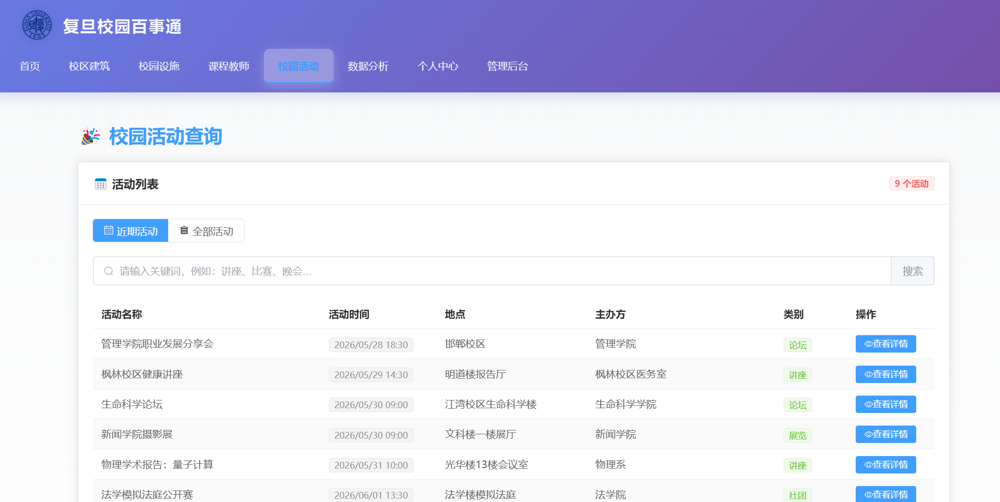 FUDAN UNIVERSITY 1905
复旦校园百事通
首页 校区建筑 校园设施 课程教师 校园活动 数据分析 个人中心 管理后台
校园活动查询
活动列表 9 个活动
近期活动 全部活动
请输入关键词，例如：讲座、比赛、晚会... 搜索
活动名称 活动时间 地点 主办方 类别 操作
管理学院职业发展分享会 2026/05/28 18:30 邯郸校区 管理学院 论坛 查看详情
枫林校区健康讲座 2026/05/29 14:30 明道楼报告厅 枫林校区医务室 讲座 查看详情
生命科学论坛 2026/05/30 09:00 江湾校区生命科学楼 生命科学学院 论坛 查看详情
新闻学院摄影展 2026/05/30 09:00 文科楼一楼展厅 新闻学院 展览 查看详情
物理学术报告：量子计算 2026/05/31 10:00 光华楼13楼会议室 物理系 讲座 查看详情
法学模拟法庭公开赛 2026/06/01 13:30 法学楼模拟法庭 法学院 社团 查看详情